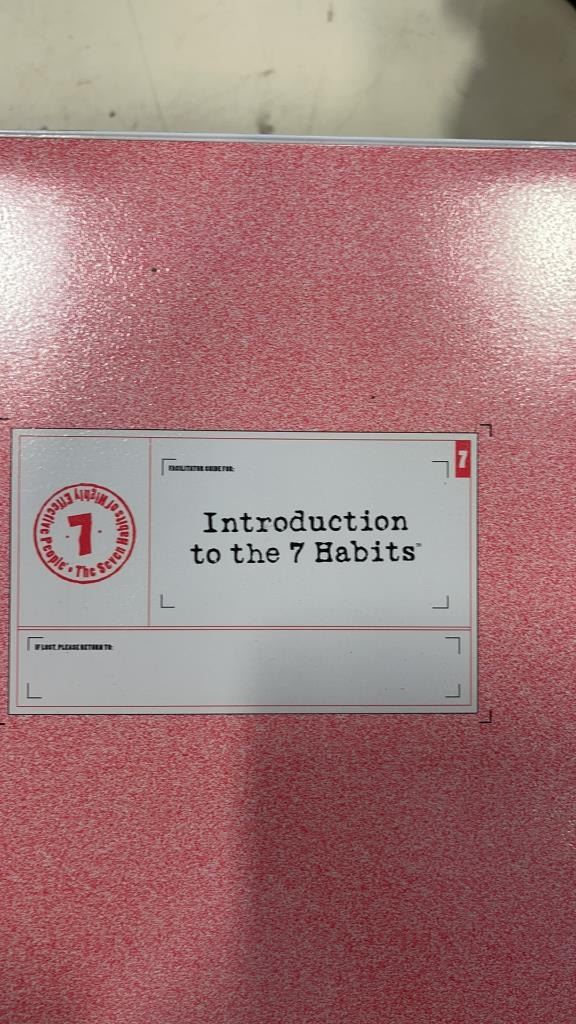 FACILITATOR GUIDE FOR:
7
Introduction
to the 7 Habits™
The Seven Habits of Highly Effective People® •
7
IF LOST, PLEASE RETURN TO: